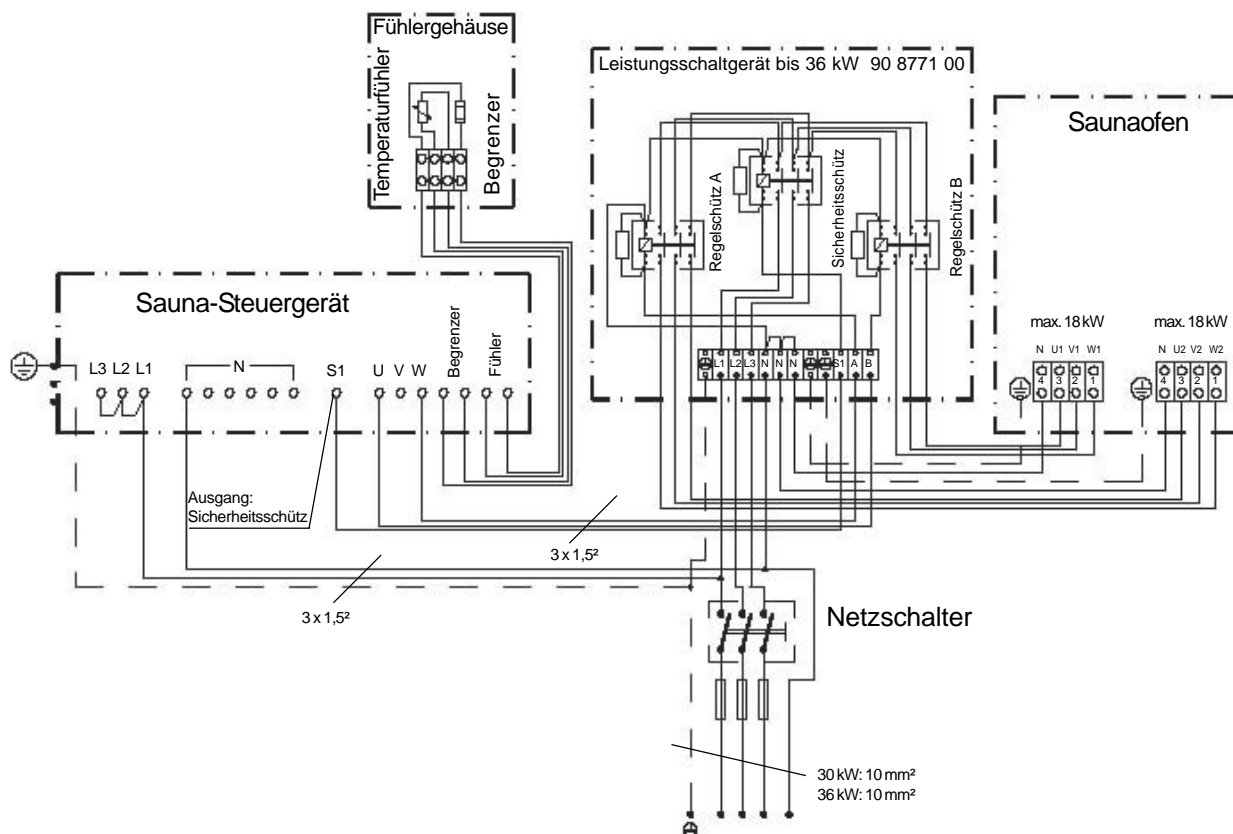 Fühlergehäuse
Temperaturfühler
Begrenzer
Leistungsschaltgerät bis 36 kW 90 8771 00
Regelschütz A
Sicherheitsschütz
Regelschütz B
L1 L2 L3 N N N S1 A B
Saunaofen
max. 18 kW
N U1 V1 W1
4 3 2 1
max. 18 kW
N U2 V2 W2
4 3 2 1
Sauna-Steuergerät
L3 L2 L1
N
S1
U V W
Begrenzer
Fühler
Ausgang:
Sicherheitsschütz
3 x 1,5²
3 x 1,5²
Netzschalter
30 kW: 10 mm²
36 kW: 10 mm²